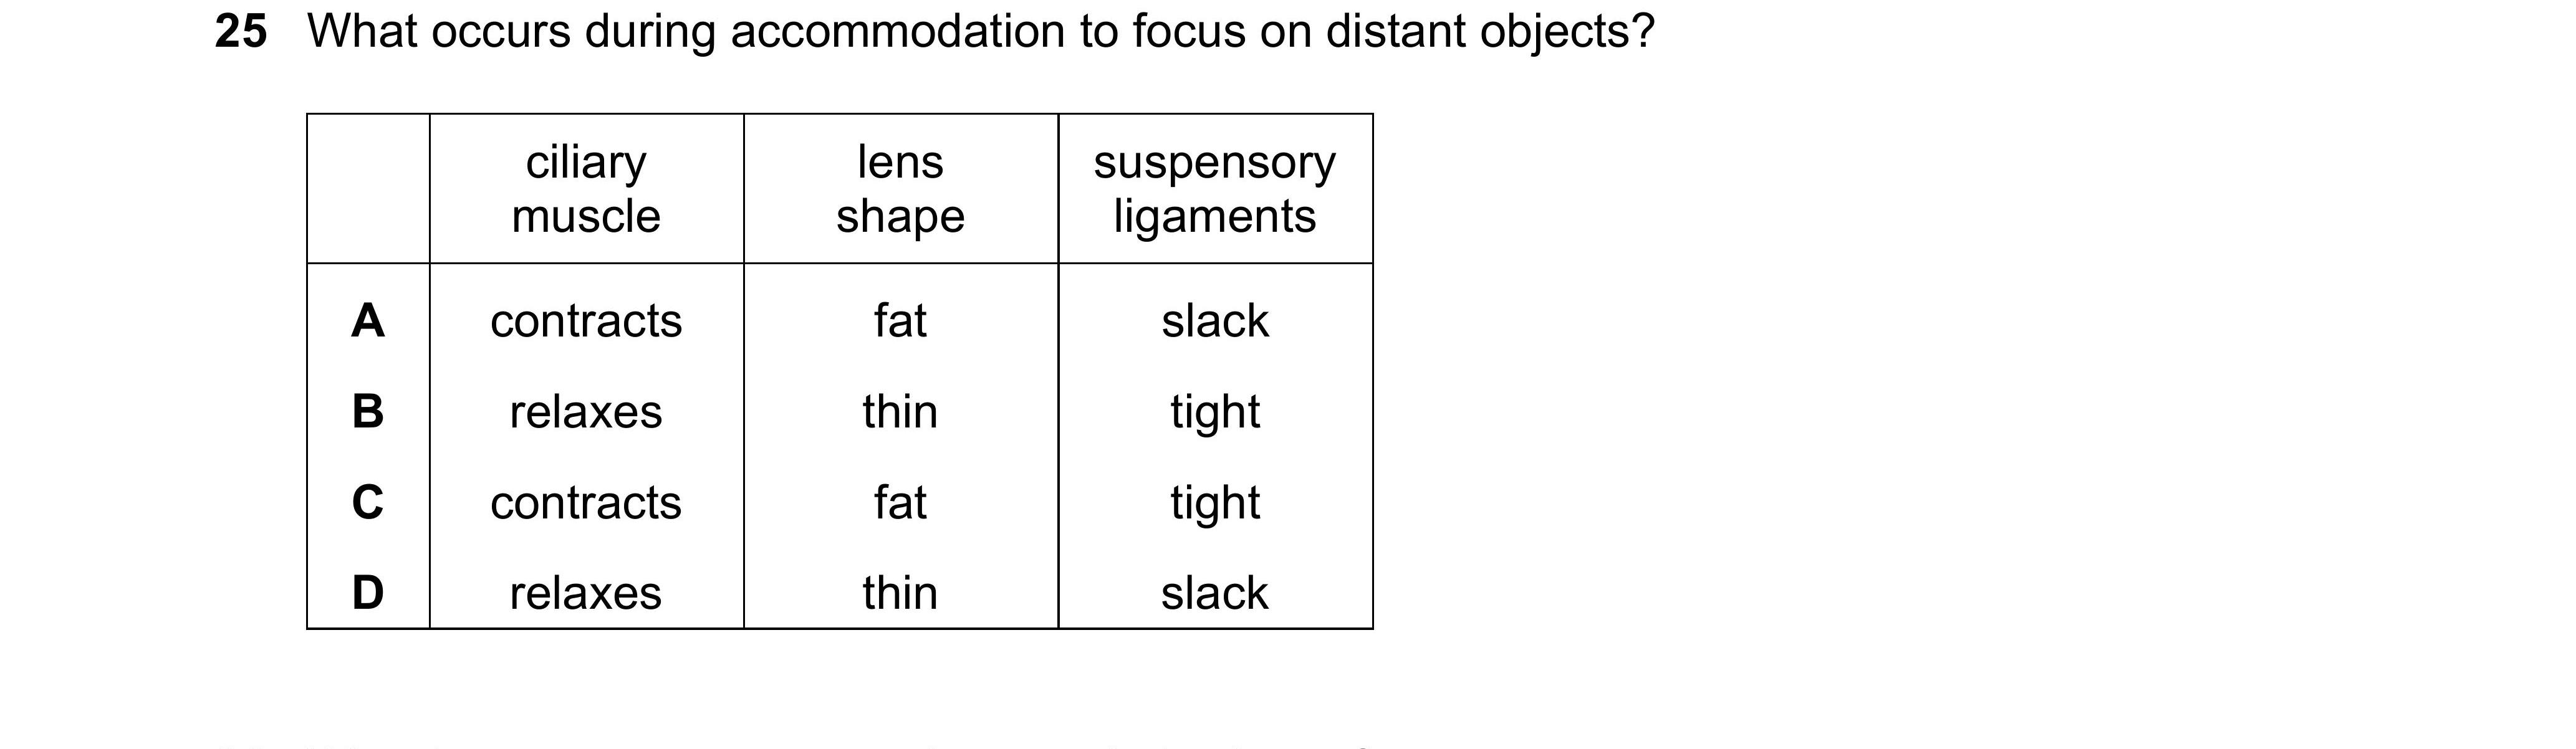 25 What occurs during accommodation to focus on distant objects?
ciliary muscle lens shape suspensory ligaments
A contracts fat slack
B relaxes thin tight
C contracts fat tight
D relaxes thin slack